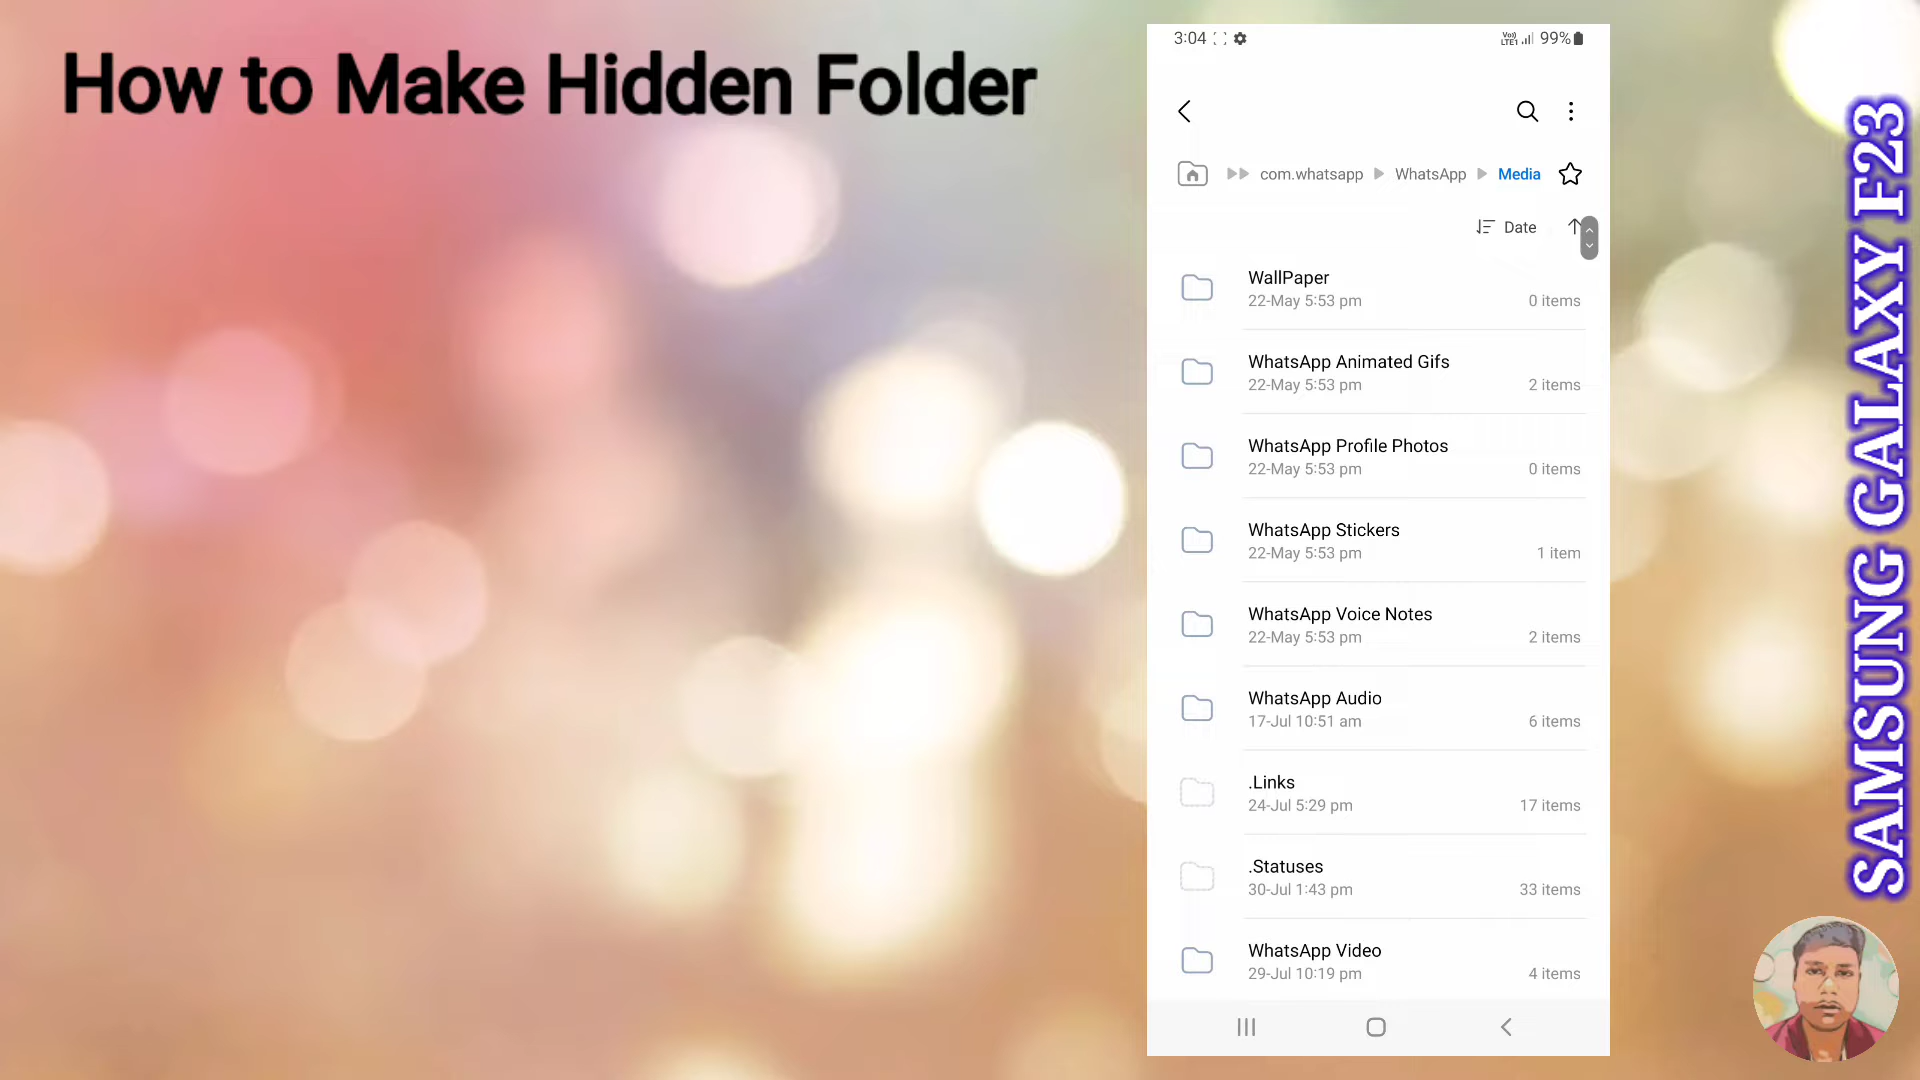 How to Make Hidden Folder
3:04
Vo)) LTE1 99%
com.whatsapp WhatsApp Media
Date
WallPaper
22-May 5:53 pm 0 items
WhatsApp Animated Gifs
22-May 5:53 pm 2 items
WhatsApp Profile Photos
22-May 5:53 pm 0 items
WhatsApp Stickers
22-May 5:53 pm 1 item
WhatsApp Voice Notes
22-May 5:53 pm 2 items
WhatsApp Audio
17-Jul 10:51 am 6 items
.Links
24-Jul 5:29 pm 17 items
.Statuses
30-Jul 1:43 pm 33 items
WhatsApp Video
29-Jul 10:19 pm 4 items
SAMSUNG GALAXY F23